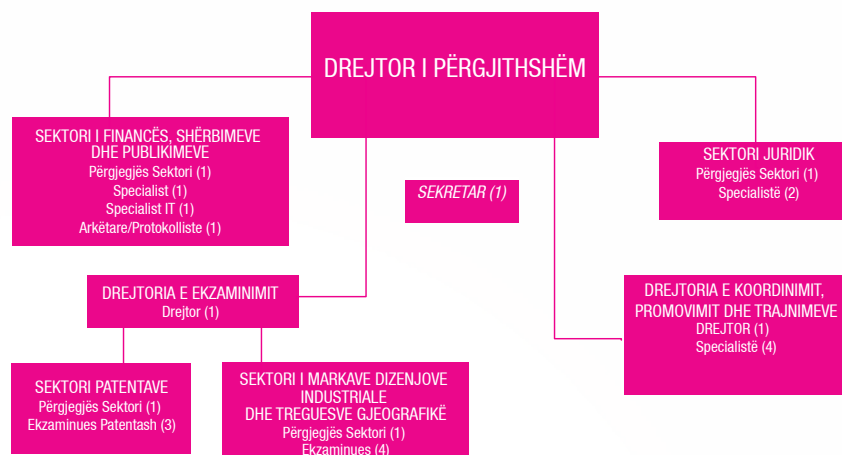 DREJTOR I PËRGJITHSHËM
SEKTORI I FINANCËS, SHËRBIMEVE
DHE PUBLIKIMEVE
Përgjegjës Sektori (1)
Specialist (1)
Specialist IT (1)
Arkëtare/Protokolliste (1)
SEKRETAR (1)
SEKTORI JURIDIK
Përgjegjës Sektori (1)
Specialistë (2)
DREJTORIA E EKZAMINIMIT
Drejtor (1)
DREJTORIA E KOORDINIMIT,
PROMOVIMIT DHE TRAJNIMEVE
DREJTOR (1)
Specialistë (4)
SEKTORI PATENTAVE
Përgjegjës Sektori (1)
Ekzaminues Patentash (3)
SEKTORI I MARKAVE DIZENJOVE
INDUSTRIALE
DHE TREGUESVE GJEOGRAFIKË
Përgjegjës Sektori (1)
Ekzaminues (4)